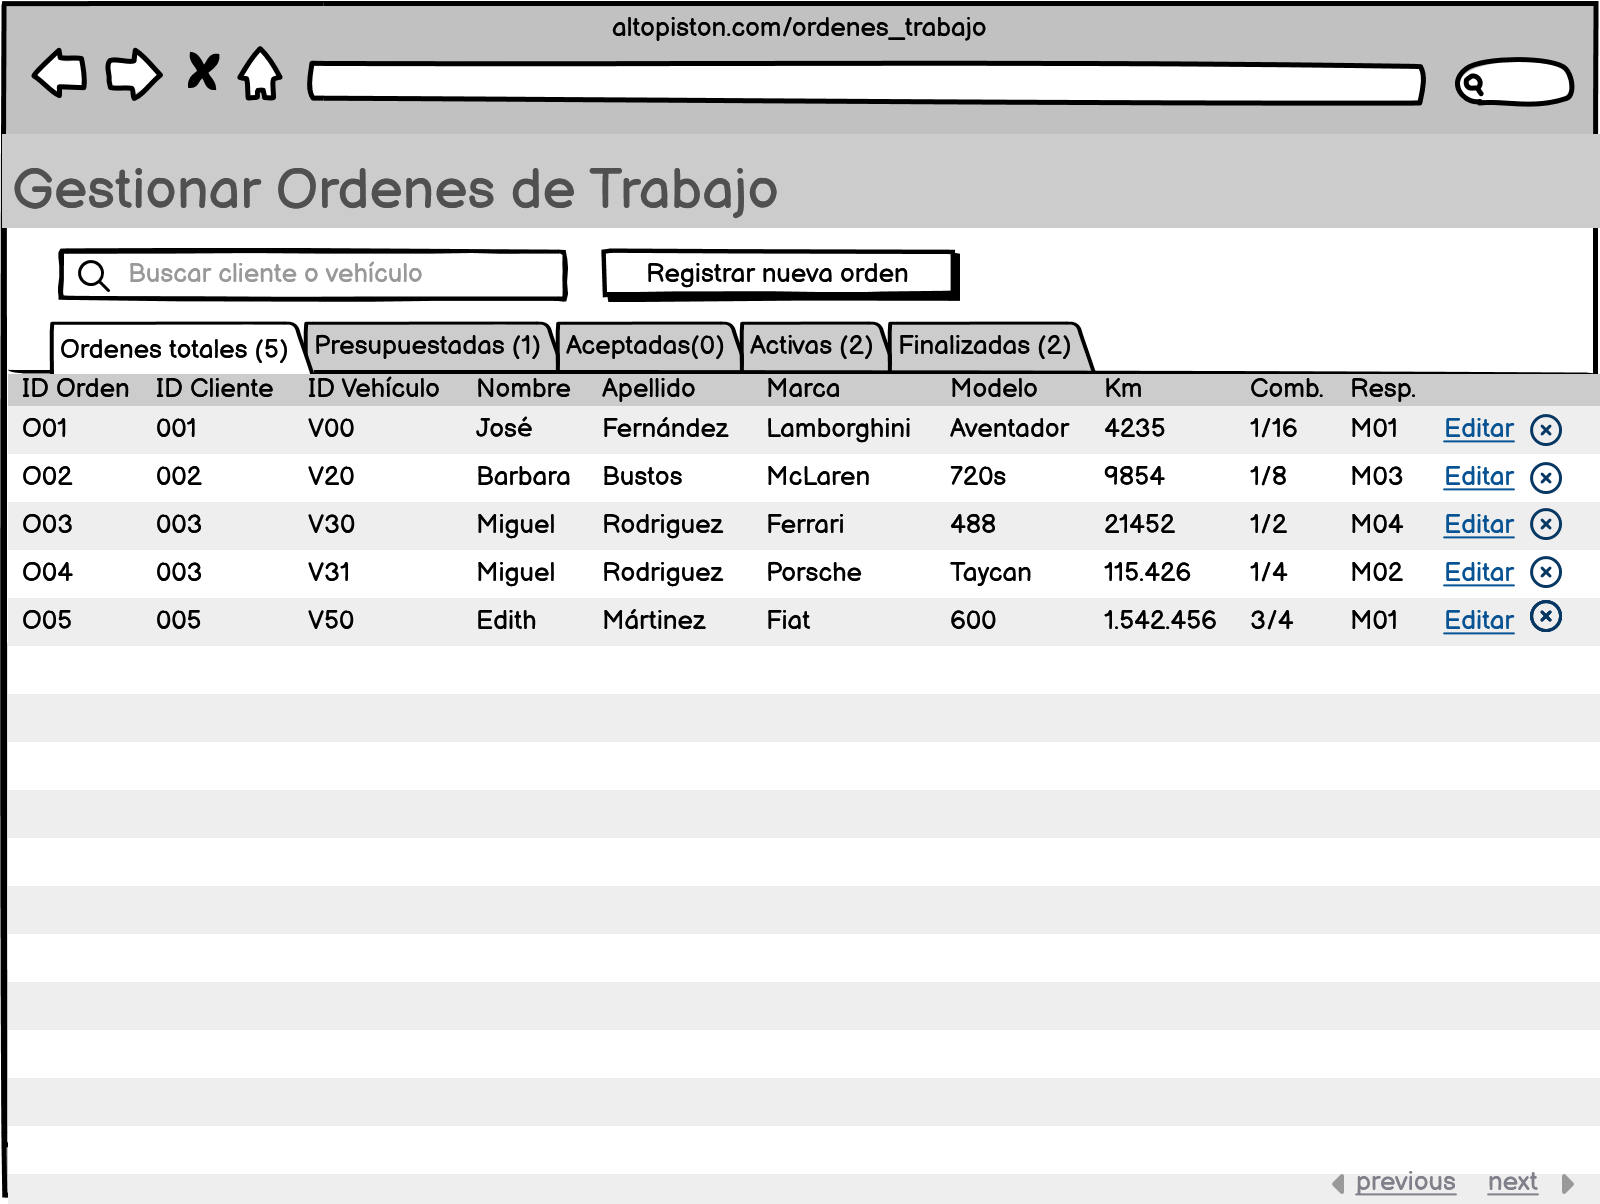 altopiston.com/ordenes_trabajo
Gestionar Ordenes de Trabajo
Buscar cliente o vehículo Registrar nueva orden
Ordenes totales (5) Presupuestadas (1) Aceptadas(0) Activas (2) Finalizadas (2)
ID Orden ID Cliente ID Vehículo Nombre Apellido Marca Modelo Km Comb. Resp.
O01 001 V00 José Fernández Lamborghini Aventador 4235 1/16 M01 Editar
O02 002 V20 Barbara Bustos McLaren 720s 9854 1/8 M03 Editar
O03 003 V30 Miguel Rodriguez Ferrari 488 21452 1/2 M04 Editar
O04 003 V31 Miguel Rodriguez Porsche Taycan 115.426 1/4 M02 Editar
O05 005 V50 Edith Mártinez Fiat 600 1.542.456 3/4 M01 Editar
previous next